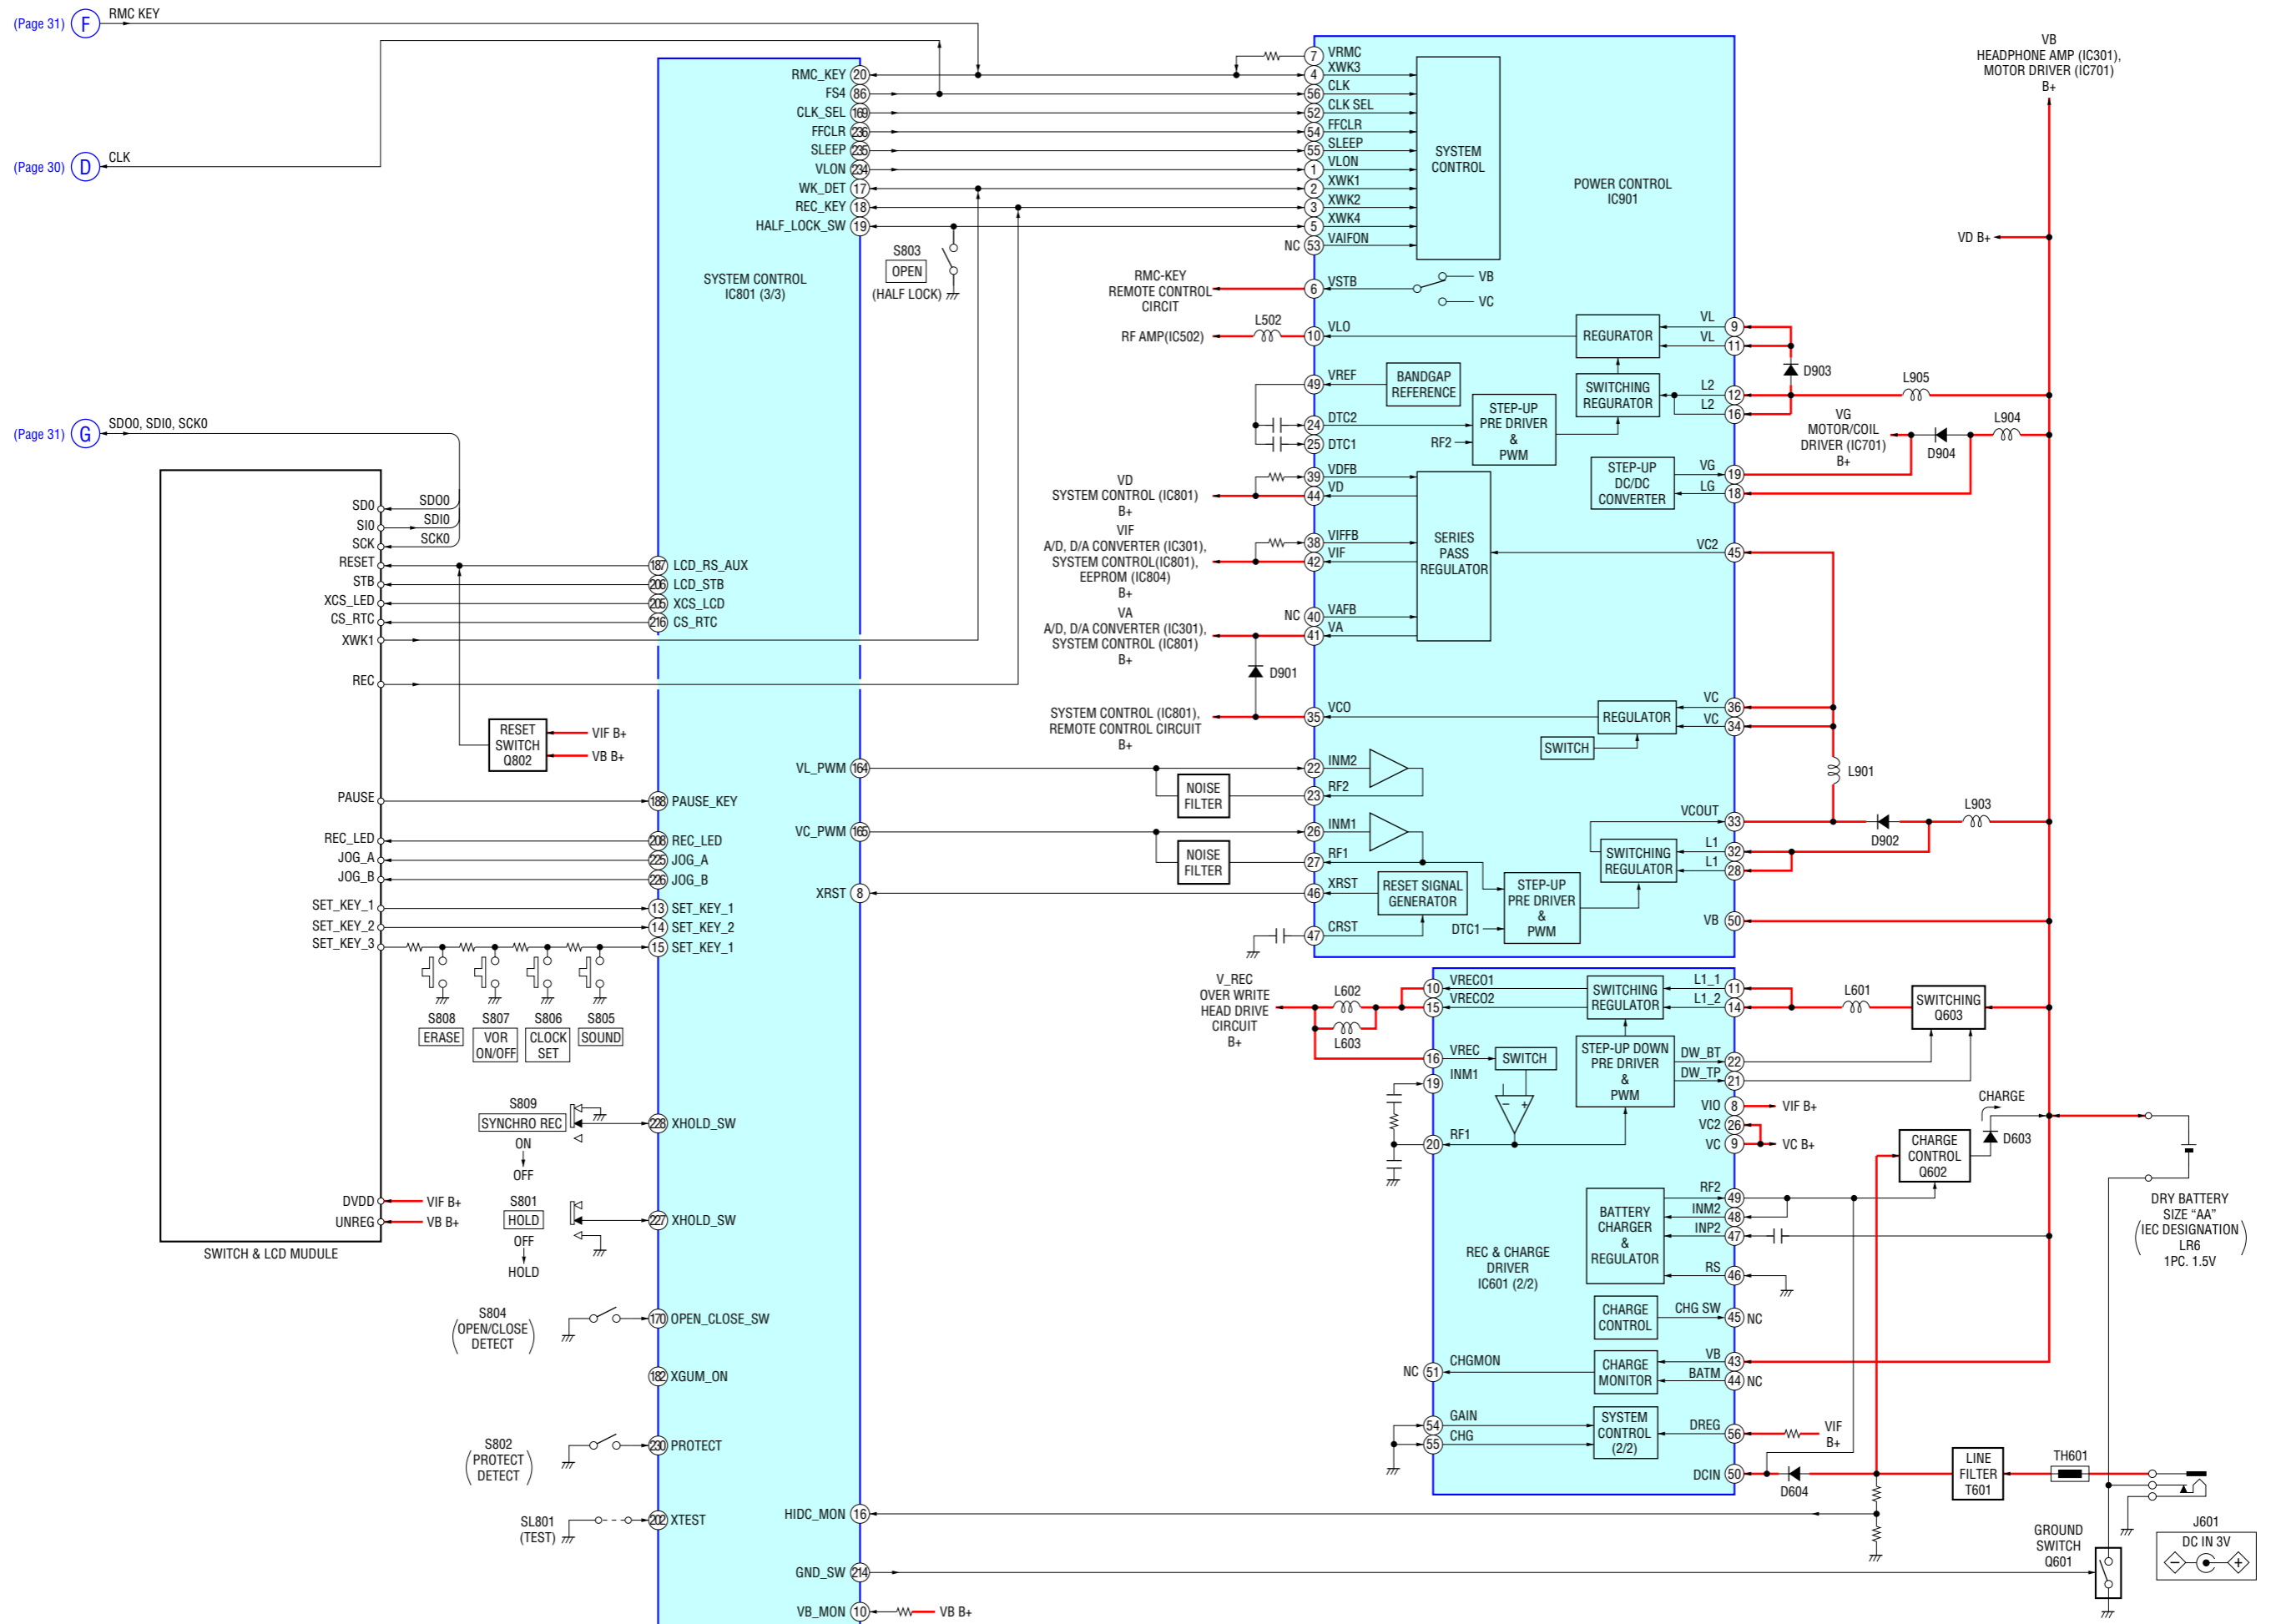 (Page 31) F RMC KEY
(Page 30) D CLK
(Page 31) G SDO0, SDI0, SCK0
SD0
SI0
SCK
RESET
STB
XCS_LED
CS_RTC
XWK1
REC
PAUSE
REC_LED
JOG_A
JOG_B
SET_KEY_1
SET_KEY_2
SET_KEY_3
DVDD
UNREG
SWITCH & LCD MUDULE
SDO0
SDI0
SCK0
VIF B+
VB B+
RESET
SWITCH
Q802
VIF B+
VB B+
S808
ERASE
S807
VOR
ON/OFF
S806
CLOCK
SET
S805
SOUND
S809
SYNCHRO REC
ON
OFF
S801
HOLD
OFF
HOLD
S804
(OPEN/CLOSE
DETECT)
S802
(PROTECT
DETECT)
SL801
(TEST)
SYSTEM CONTROL
IC801 (3/3)
187 LCD_RS_AUX
206 LCD_STB
205 XCS_LCD
216 CS_RTC
188 PAUSE_KEY
208 REC_LED
225 JOG_A
226 JOG_B
13 SET_KEY_1
14 SET_KEY_2
15 SET_KEY_1
228 XHOLD_SW
227 XHOLD_SW
170 OPEN_CLOSE_SW
182 XGUM_ON
230 PROTECT
202 XTEST
RMC_KEY 20
FS4 86
CLK_SEL 169
FFCLR 236
SLEEP 235
VLON 234
WK_DET 17
REC_KEY 18
HALF_LOCK_SW 19
VL_PWM 164
VC_PWM 165
XRST 8
HIDC_MON 16
GND_SW 214
VB_MON 10
VB B+
S803
OPEN
(HALF LOCK)
RMC-KEY
REMOTE CONTROL
CIRCIT
L502
RF AMP(IC502)
VD
SYSTEM CONTROL (IC801)
B+
VIF
A/D, D/A CONVERTER (IC301),
SYSTEM CONTROL(IC801),
EEPROM (IC804)
B+
VA
A/D, D/A CONVERTER (IC301),
SYSTEM CONTROL (IC801)
B+
D901
SYSTEM CONTROL (IC801),
REMOTE CONTROL CIRCUIT
B+
NOISE
FILTER
NOISE
FILTER
POWER CONTROL
IC901
7 VRMC
4 XWK3
56 CLK
52 CLK SEL
54 FFCLR
55 SLEEP
1 VLON
2 XWK1
3 XWK2
5 XWK4
NC 53 VAIFON
6 VSTB
10 VLO
49 VREF
24 DTC2
25 DTC1
39 VDFB
44 VD
38 VIFFB
42 VIF
NC 40 VAFB
41 VA
35 VCO
22 INM2
23 RF2
26 INM1
27 RF1
46 XRST
47 CRST
SYSTEM
CONTROL
VB
VC
REGURATOR
BANDGAP
REFERENCE
SWITCHING
REGURATOR
STEP-UP
PRE DRIVER
&
PWM
RF2
STEP-UP
DC/DC
CONVERTER
SERIES
PASS
REGULATOR
REGULATOR
SWITCH
SWITCHING
REGULATOR
RESET SIGNAL
GENERATOR
STEP-UP
PRE DRIVER
&
PWM
DTC1
VL 9
VL 11
L2 12
L2 16
VG 19
LG 18
VC2 45
VC 36
VC 34
VCOUT 33
L1 32
L1 28
VB 50
VB
HEADPHONE AMP (IC301),
MOTOR DRIVER (IC701)
B+
VD B+
D903
L905
VG
MOTOR/COIL
DRIVER (IC701)
B+
D904
L904
L901
L903
D902
V_REC
OVER WRITE
HEAD DRIVE
CIRCUIT
B+
L602
L603
REC & CHARGE
DRIVER
IC601 (2/2)
10 VRECO1
15 VRECO2
16 VREC
19 INM1
20 RF1
NC 51 CHGMON
54 GAIN
55 CHG
SWITCHING
REGULATOR
SWITCH
– +
STEP-UP DOWN
PRE DRIVER
&
PWM
BATTERY
CHARGER
&
REGULATOR
CHARGE
CONTROL
CHARGE
MONITOR
SYSTEM
CONTROL
(2/2)
L1_1 11
L1_2 14
DW_BT 22
DW_TP 21
VIO 8 VIF B+
VC2 26
VC 9 VC B+
RF2 49
INM2 48
INP2 47
RS 46
CHG SW 45 NC
VB 43
BATM 44 NC
DREG 56
VIF
B+
DCIN 50
L601
SWITCHING
Q603
CHARGE
CHARGE
CONTROL
Q602
D603
DRY BATTERY
SIZE “AA”
(IEC DESIGNATION
LR6
1PC. 1.5V)
D604
LINE
FILTER
T601
TH601
GROUND
SWITCH
Q601
J601
DC IN 3V
– +